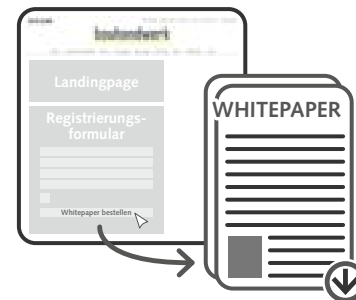 bauhandwerk
Landingpage
Registrierungs-
formular
Whitepaper bestellen
WHITEPAPER